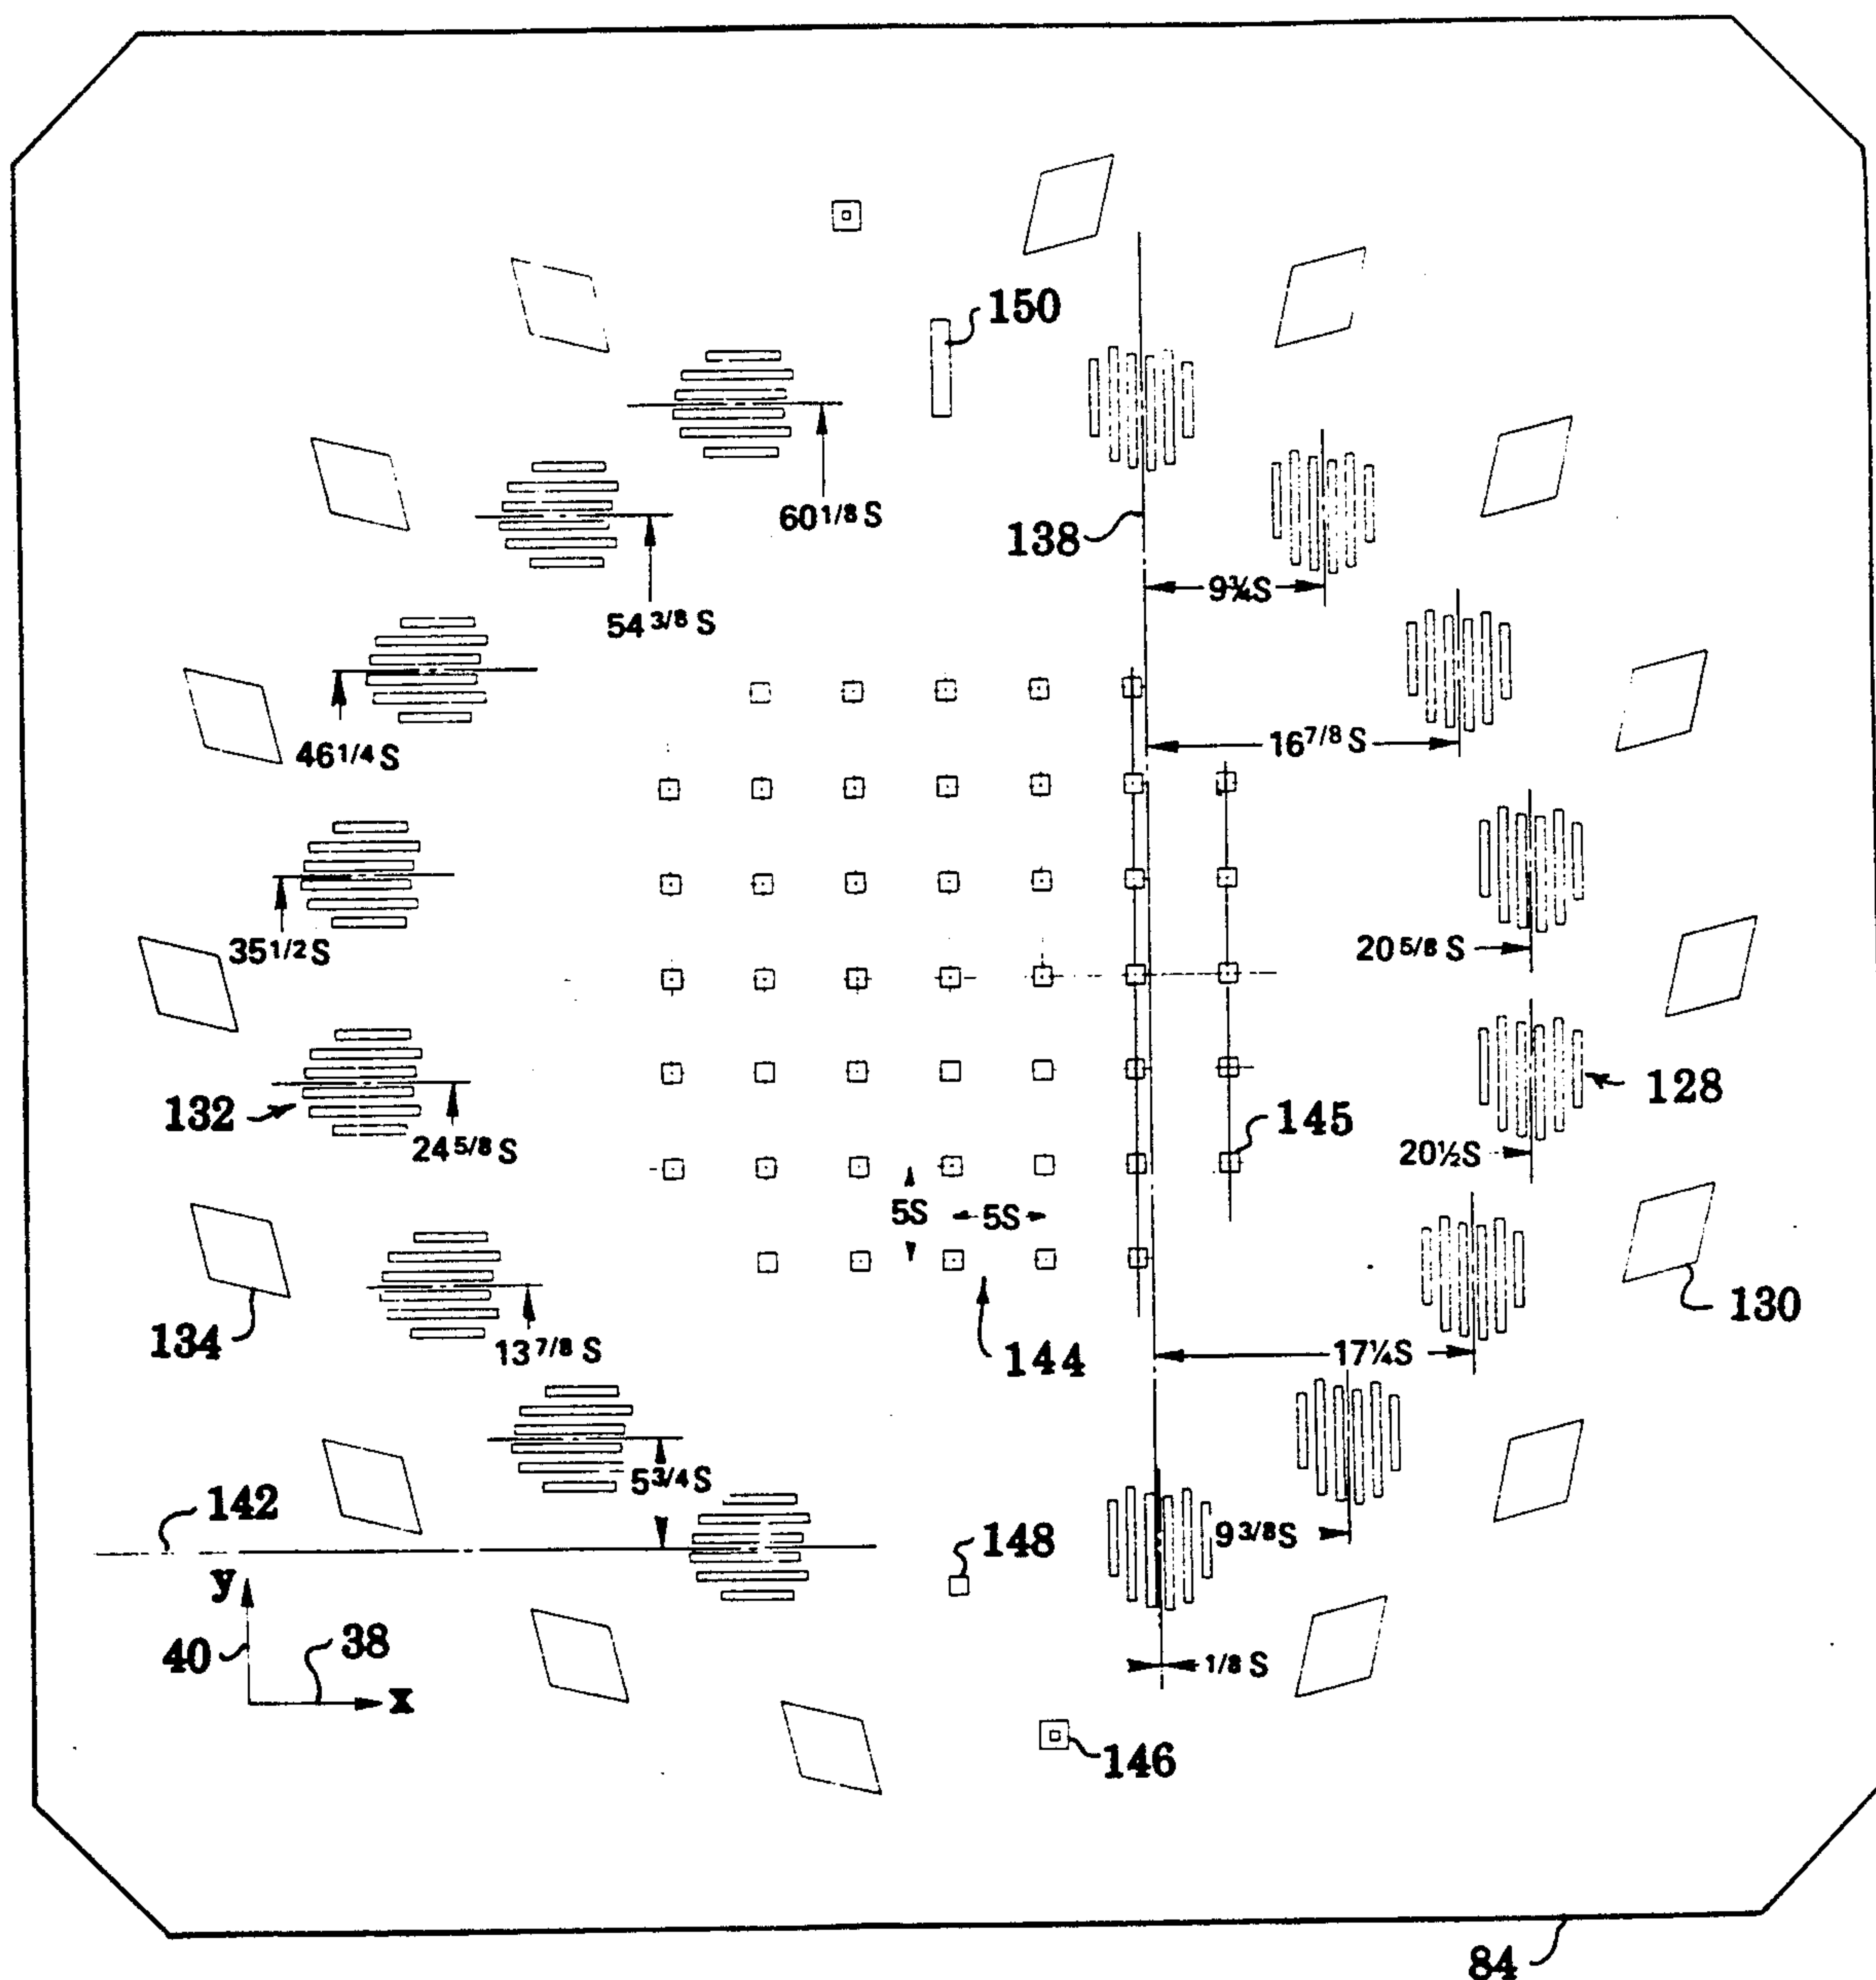 150
60 1/8 S
138
54 3/8 S
9¾S
46 1/4 S
16 7/8 S
35 1/2 S
20 5/8 S
132
128
24 5/8 S
145
20½S
5S
5S
134
13 7/8 S
144
17¼S
130
5 3/4 S
142
148
9 3/8 S
y
40
38
x
1/8 S
146
84